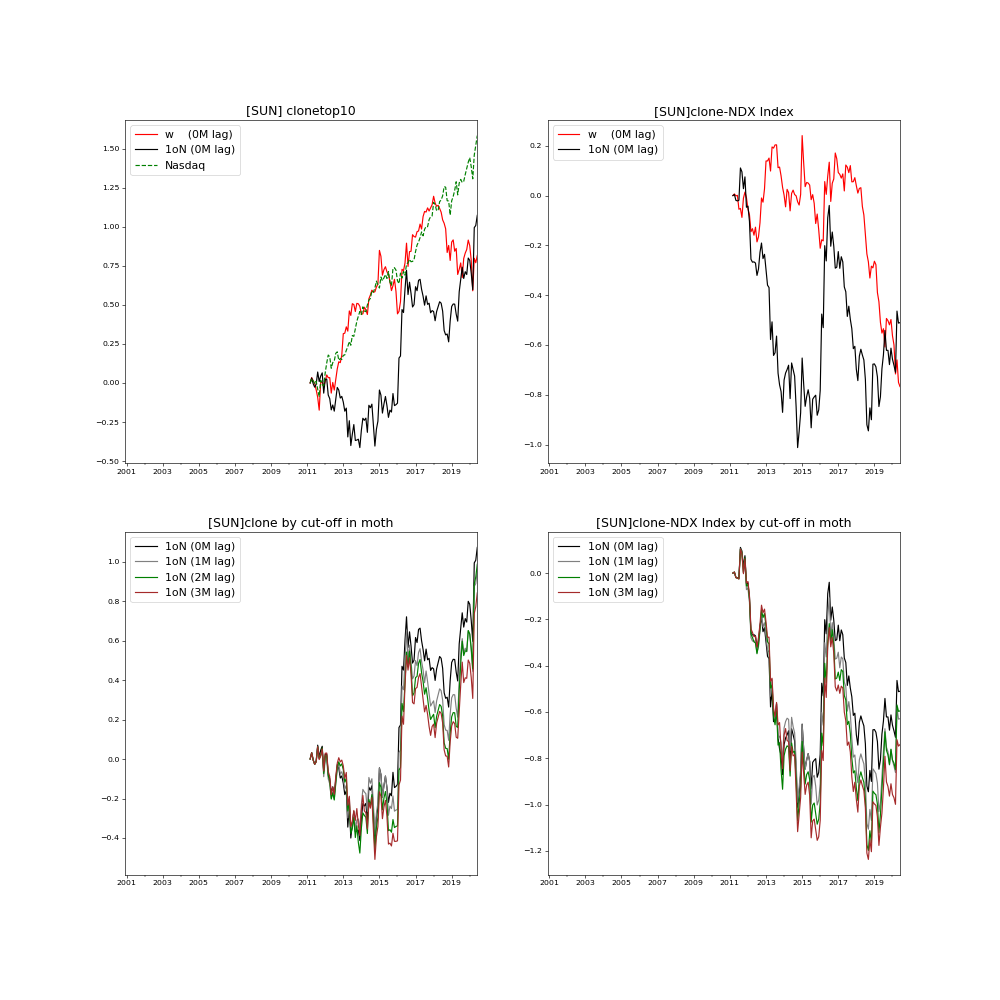 [SUN] clonetop10
w    (0M lag)
1oN (0M lag)
Nasdaq
1.50
1.25
1.00
0.75
0.50
0.25
0.00
−0.25
−0.50
2001 2003 2005 2007 2009 2011 2013 2015 2017 2019
[SUN]clone-NDX Index
w    (0M lag)
1oN (0M lag)
0.2
0.0
−0.2
−0.4
−0.6
−0.8
−1.0
2001 2003 2005 2007 2009 2011 2013 2015 2017 2019
[SUN]clone by cut-off in moth
1oN (0M lag)
1oN (1M lag)
1oN (2M lag)
1oN (3M lag)
1.0
0.8
0.6
0.4
0.2
0.0
−0.2
−0.4
2001 2003 2005 2007 2009 2011 2013 2015 2017 2019
[SUN]clone-NDX Index by cut-off in moth
1oN (0M lag)
1oN (1M lag)
1oN (2M lag)
1oN (3M lag)
0.0
−0.2
−0.4
−0.6
−0.8
−1.0
−1.2
2001 2003 2005 2007 2009 2011 2013 2015 2017 2019